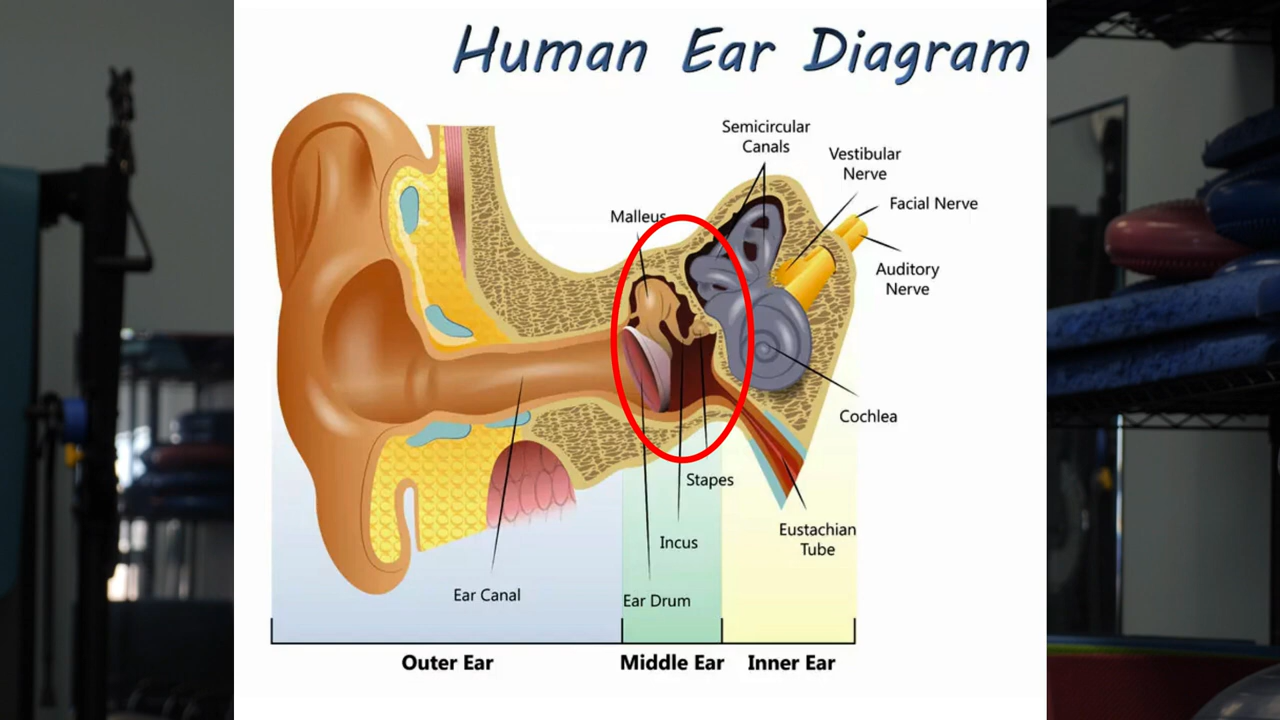 Human Ear Diagram
Semicircular
Canals
Vestibular
Nerve
Malleus
Facial Nerve
Auditory
Nerve
Cochlea
Stapes
Eustachian
Tube
Incus
Ear Canal
Ear Drum
Outer Ear
Middle Ear
Inner Ear